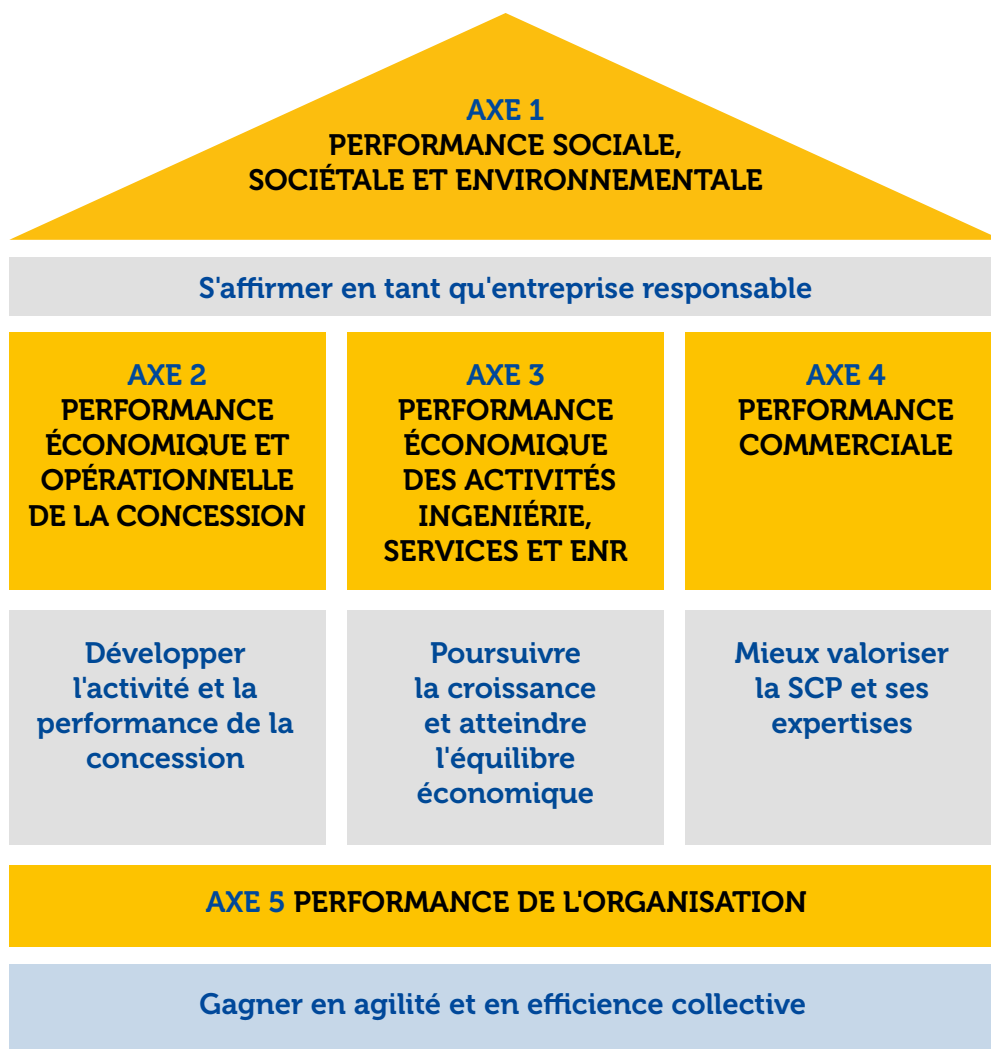 AXE 1
PERFORMANCE SOCIALE,
SOCIÉTALE ET ENVIRONNEMENTALE
S'affirmer en tant qu'entreprise responsable
AXE 2
PERFORMANCE
ÉCONOMIQUE ET
OPÉRATIONNELLE
DE LA CONCESSION
AXE 3
PERFORMANCE
ÉCONOMIQUE
DES ACTIVITÉS
INGENIÉRIE,
SERVICES ET ENR
AXE 4
PERFORMANCE
COMMERCIALE
Développer
l'activité et la
performance de la
concession
Poursuivre
la croissance
et atteindre
l'équilibre
économique
Mieux valoriser
la SCP et ses
expertises
AXE 5 PERFORMANCE DE L'ORGANISATION
Gagner en agilité et en efficience collective